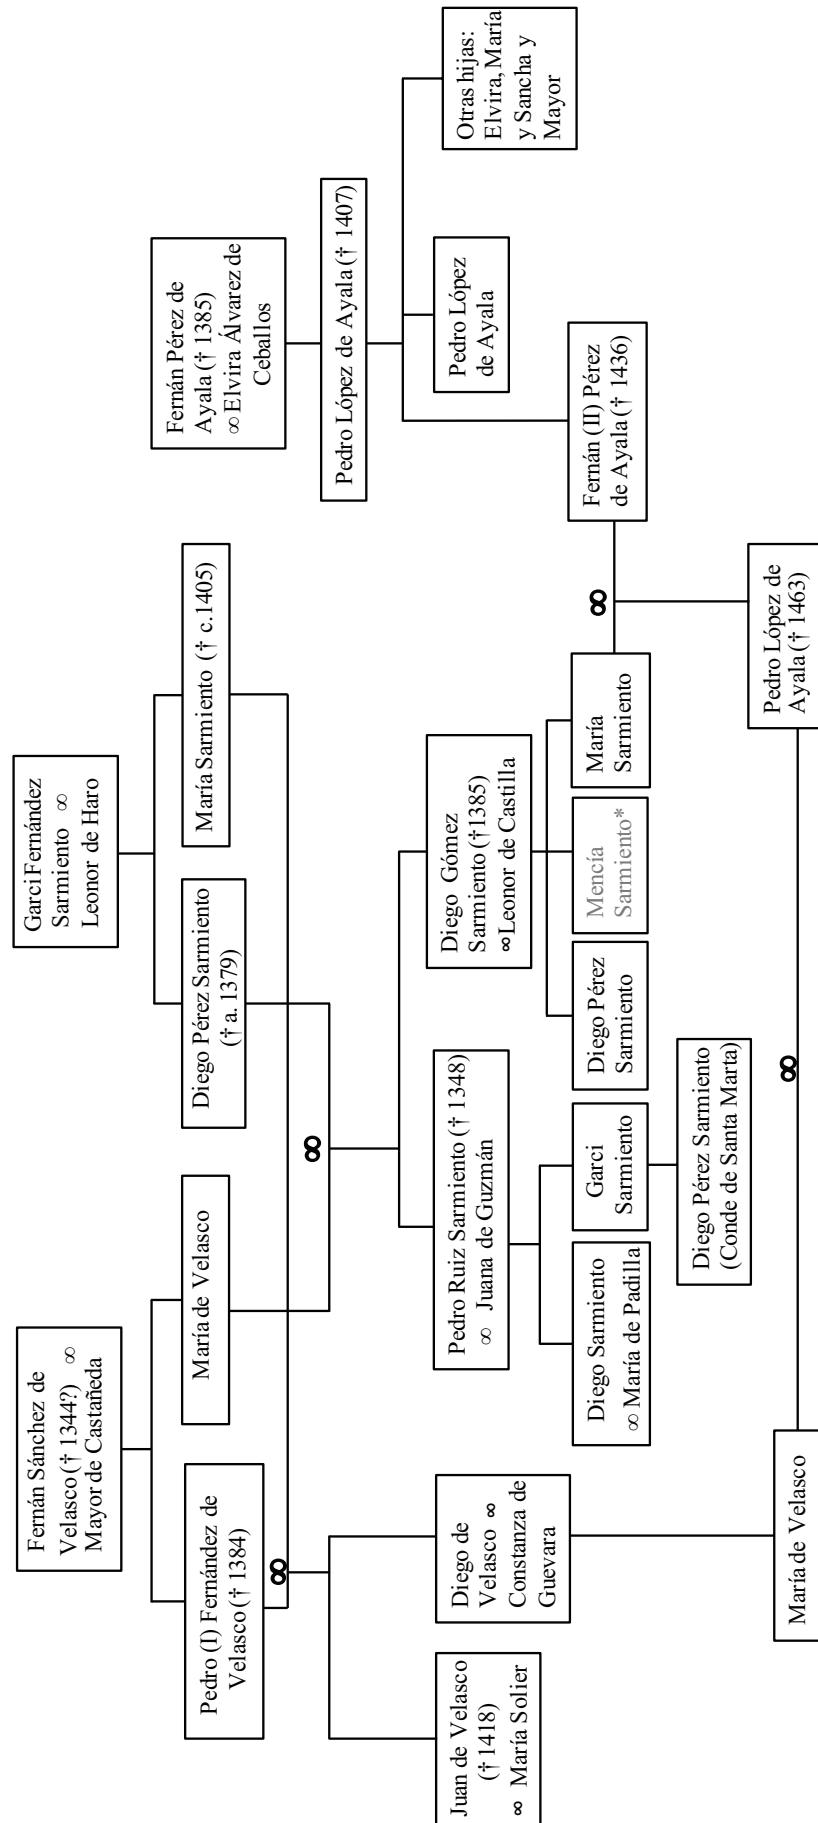 Fernán Sánchez de
Velasco († 1344?) ∞
Mayor de Castañeda
Garci Fernández
Sarmiento ∞
Leonor de Haro
Fernán Pérez de
Ayala († 1385)
∞ Elvira Álvarez de
Ceballos
Pedro (I) Fernández de
Velasco († 1384)
María de Velasco
Diego Pérez Sarmiento
(† a. 1379)
María Sarmiento († c.1405)
Pedro López de Ayala († 1407)
∞
∞
Juan de Velasco
(† 1418)
∞ María Solier
Diego de
Velasco ∞
Constanza de
Guevara
Pedro Ruiz Sarmiento († 1348)
∞ Juana de Guzmán
Diego Gómez
Sarmiento (†1385)
∞Leonor de Castilla
Pedro López
de Ayala
Otras hijas:
Elvira, María
y Sancha y
Mayor
Diego Sarmiento
∞ María de Padilla
Garci
Sarmiento
Diego Pérez
Sarmiento
Mencía
Sarmiento*
María
Sarmiento
∞
Fernán (II) Pérez
de Ayala († 1436)
Diego Pérez Sarmiento
(Conde de Santa Marta)
María de Velasco
∞
Pedro López de
Ayala († 1463)